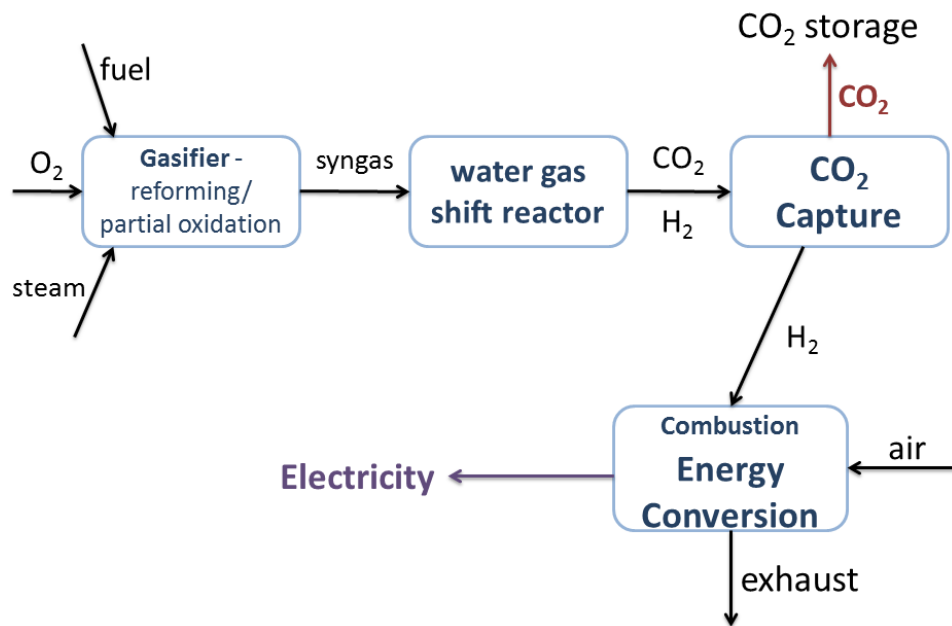 fuel
O₂
steam
Gasifier -
reforming/
partial oxidation
syngas
water gas
shift reactor
CO₂
H₂
CO₂
Capture
CO₂
CO₂ storage
H₂
Combustion
Energy
Conversion
air
Electricity
exhaust